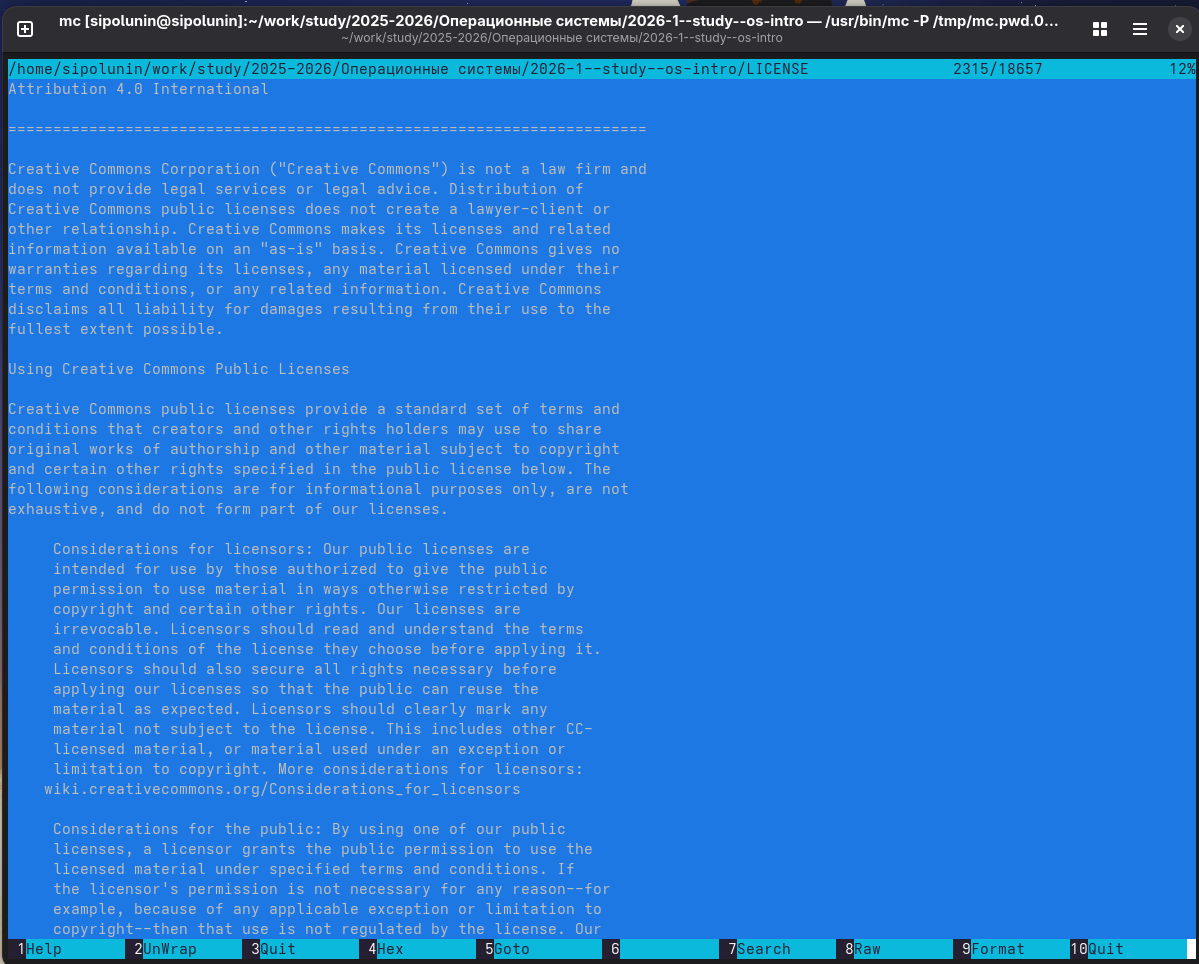 mc [sipolunin@sipolunin]:~/work/study/2025-2026/Операционные системы/2026-1--study--os-intro — /usr/bin/mc -P /tmp/mc.pwd.0…
~/work/study/2025-2026/Операционные системы/2026-1--study--os-intro
/home/sipolunin/work/study/2025-2026/Операционные системы/2026-1--study--os-intro/LICENSE 2315/18657 12%
Attribution 4.0 International
=======================================================================
Creative Commons Corporation ("Creative Commons") is not a law firm and
does not provide legal services or legal advice. Distribution of
Creative Commons public licenses does not create a lawyer-client or
other relationship. Creative Commons makes its licenses and related
information available on an "as-is" basis. Creative Commons gives no
warranties regarding its licenses, any material licensed under their
terms and conditions, or any related information. Creative Commons
disclaims all liability for damages resulting from their use to the
fullest extent possible.
Using Creative Commons Public Licenses
Creative Commons public licenses provide a standard set of terms and
conditions that creators and other rights holders may use to share
original works of authorship and other material subject to copyright
and certain other rights specified in the public license below. The
following considerations are for informational purposes only, are not
exhaustive, and do not form part of our licenses.
Considerations for licensors: Our public licenses are
intended for use by those authorized to give the public
permission to use material in ways otherwise restricted by
copyright and certain other rights. Our licenses are
irrevocable. Licensors should read and understand the terms
and conditions of the license they choose before applying it.
Licensors should also secure all rights necessary before
applying our licenses so that the public can reuse the
material as expected. Licensors should clearly mark any
material not subject to the license. This includes other CC-
licensed material, or material used under an exception or
limitation to copyright. More considerations for licensors:
wiki.creativecommons.org/Considerations_for_licensors
Considerations for the public: By using one of our public
licenses, a licensor grants the public permission to use the
licensed material under specified terms and conditions. If
the licensor's permission is not necessary for any reason--for
example, because of any applicable exception or limitation to
copyright--then that use is not regulated by the license. Our
1Help 2UnWrap 3Quit 4Hex 5Goto 6 7Search 8Raw 9Format 10Quit